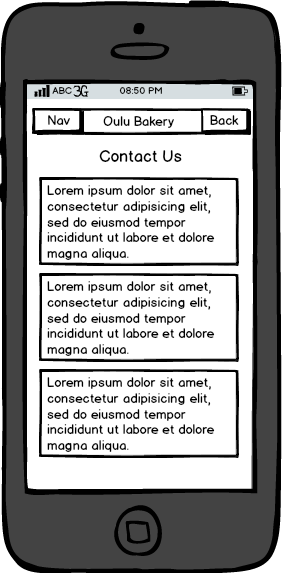 ABC 3G 08:50 PM
Nav Oulu Bakery Back
Contact Us
Lorem ipsum dolor sit amet,
consectetur adipisicing elit,
sed do eiusmod tempor
incididunt ut labore et dolore
magna aliqua.
Lorem ipsum dolor sit amet,
consectetur adipisicing elit,
sed do eiusmod tempor
incididunt ut labore et dolore
magna aliqua.
Lorem ipsum dolor sit amet,
consectetur adipisicing elit,
sed do eiusmod tempor
incididunt ut labore et dolore
magna aliqua.